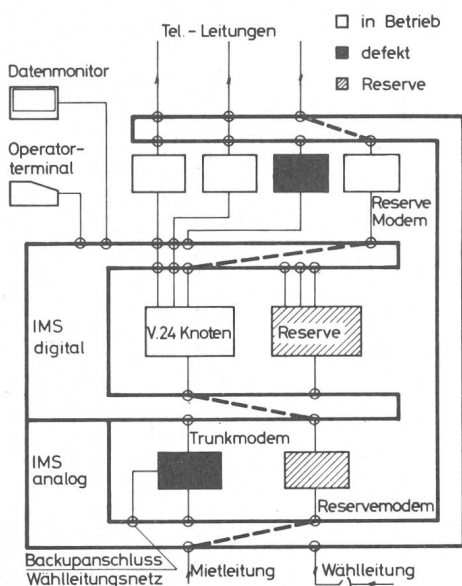 Tel.-Leitungen
in Betrieb
defekt
Reserve
Datenmonitor
Operator-
terminal
Reserve
Modem
IMS
digital
V.24 Knoten
Reserve
Trunkmodem
IMS
analog
Reservemodem
Backupanschluss
Wählleitungsnetz
Mietleitung
Wählleitung